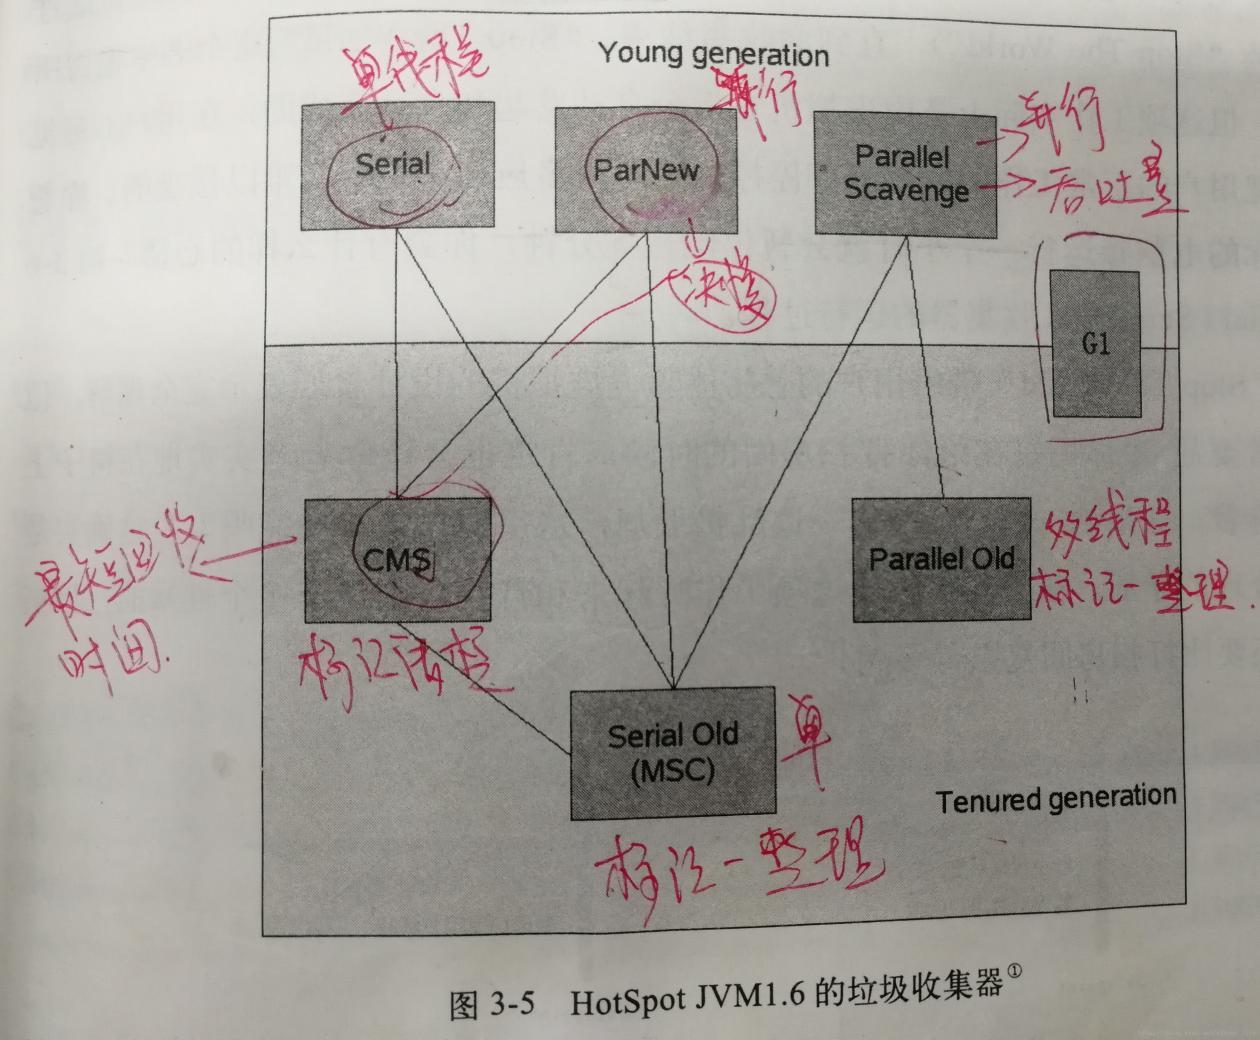 Young generation
单线程
并行
Serial
ParNew
Parallel
Scavenge
并行
吞吐量
G1
最短回收
时间.
CMS
标记清除
Parallel Old
多线程
标记-整理.
Serial Old
(MSC)
单
标记-整理
Tenured generation
图 3-5 HotSpot JVM1.6 的垃圾收集器①